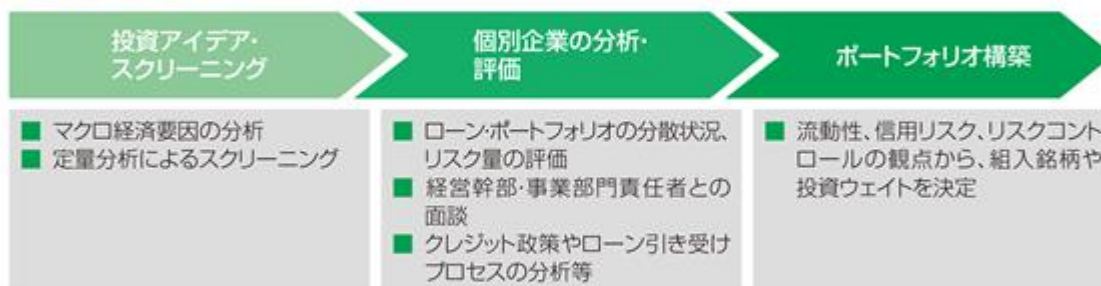 投資アイデア・
スクリーニング
個別企業の分析・
評価
ポートフォリオ構築
■ マクロ経済要因の分析
■ 定量分析によるスクリーニング
■ ローン・ポートフォリオの分散状況、
リスク量の評価
■ 経営幹部・事業部門責任者との
面談
■ クレジット政策やローン引き受け
プロセスの分析等
■ 流動性、信用リスク、リスクコント
ロールの観点から、組入銘柄や
投資ウェイトを決定